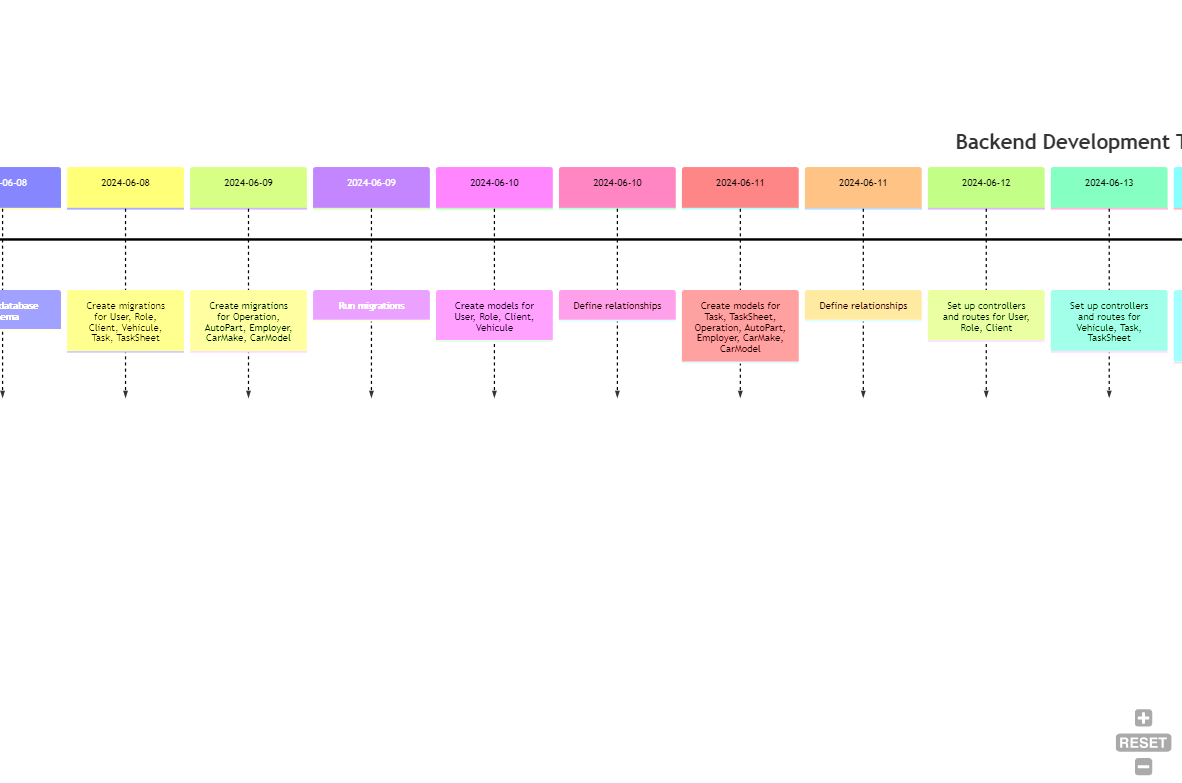 Backend Development
-06-08
2024-06-08
2024-06-09
2024-06-09
2024-06-10
2024-06-10
2024-06-11
2024-06-11
2024-06-12
2024-06-13
database
ema
Create migrations
for User, Role,
Client, Vehicule,
Task, TaskSheet
Create migrations
for Operation,
AutoPart, Employer,
CarMake, CarModel
Run migrations
Create models for
User, Role, Client,
Vehicule
Define relationships
Create models for
Task, TaskSheet,
Operation, AutoPart,
Employer, CarMake,
CarModel
Define relationships
Set up controllers
and routes for User,
Role, Client
Set up controllers
and routes for
Vehicule, Task,
TaskSheet
RESET